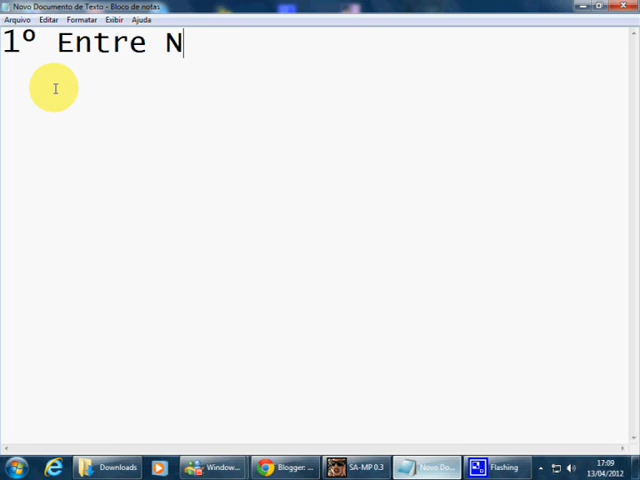 Novo Documento de Texto - Bloco de notas
Arquivo Editar Formatar Exibir Ajuda
1º Entre N
Downloads Window... Blogger: ... SA-MP 0.3 Novo Do... Flashing 17:09
13/04/2012